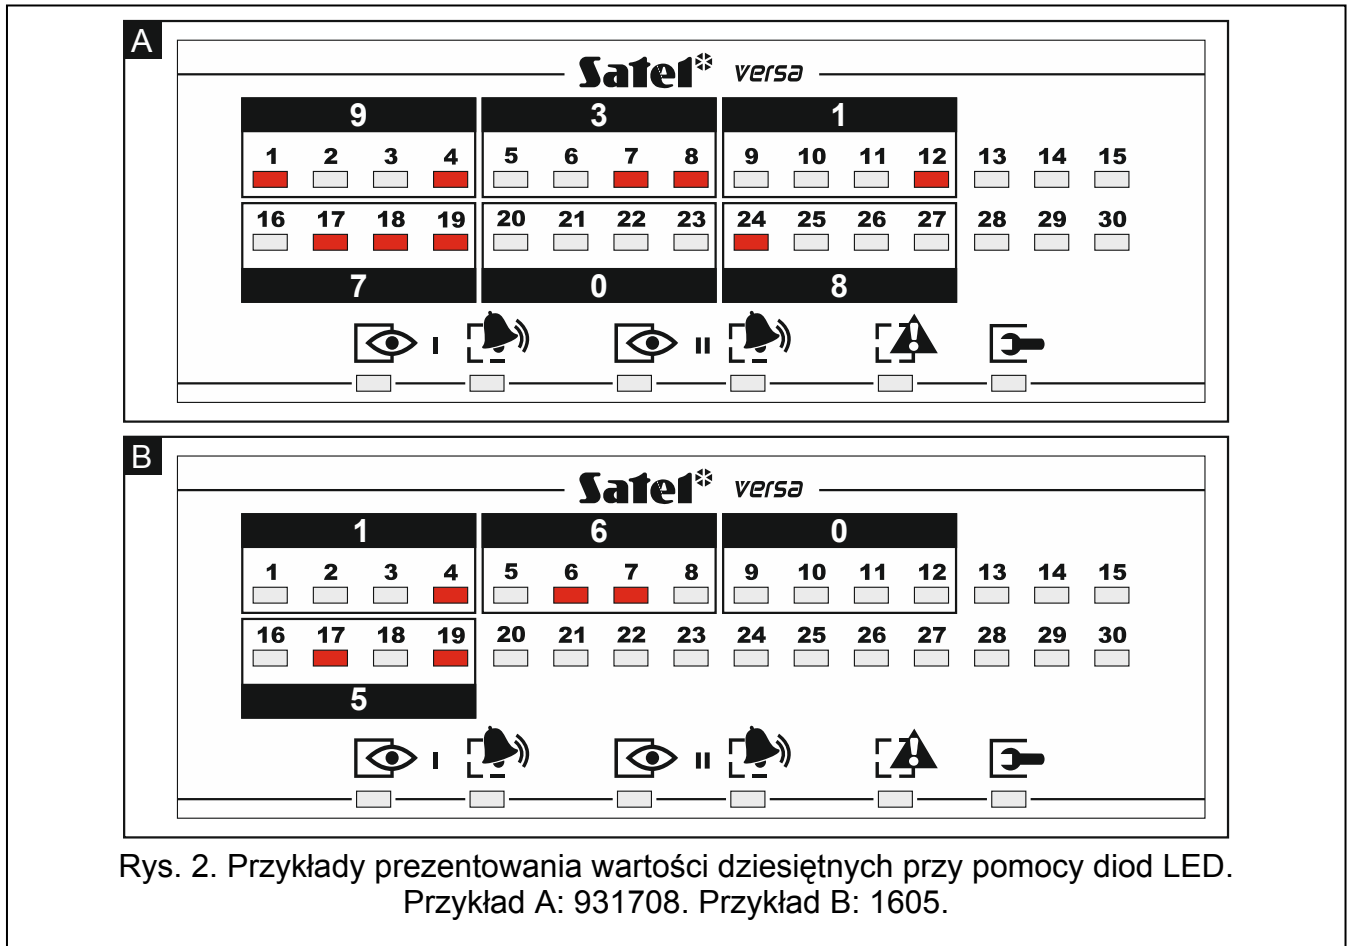 A
Satel versa
9 3 1
1 2 3 4 5 6 7 8 9 10 11 12 13 14 15
16 17 18 19 20 21 22 23 24 25 26 27 28 29 30
7 0 8
I II
B
Satel versa
1 6 0
1 2 3 4 5 6 7 8 9 10 11 12 13 14 15
16 17 18 19 20 21 22 23 24 25 26 27 28 29 30
5
I II
Rys. 2. Przykłady prezentowania wartości dziesiętnych przy pomocy diod LED.
Przykład A: 931708. Przykład B: 1605.